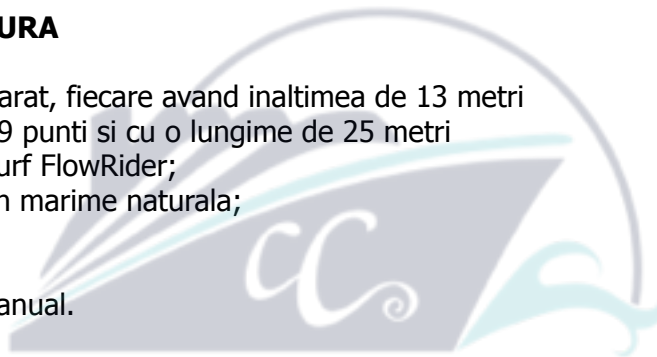 URA
arat, fiecare avand inaltimea de 13 metri
9 punti si cu o lungime de 25 metri
urf FlowRider;
n marime naturala;
anual.
CC